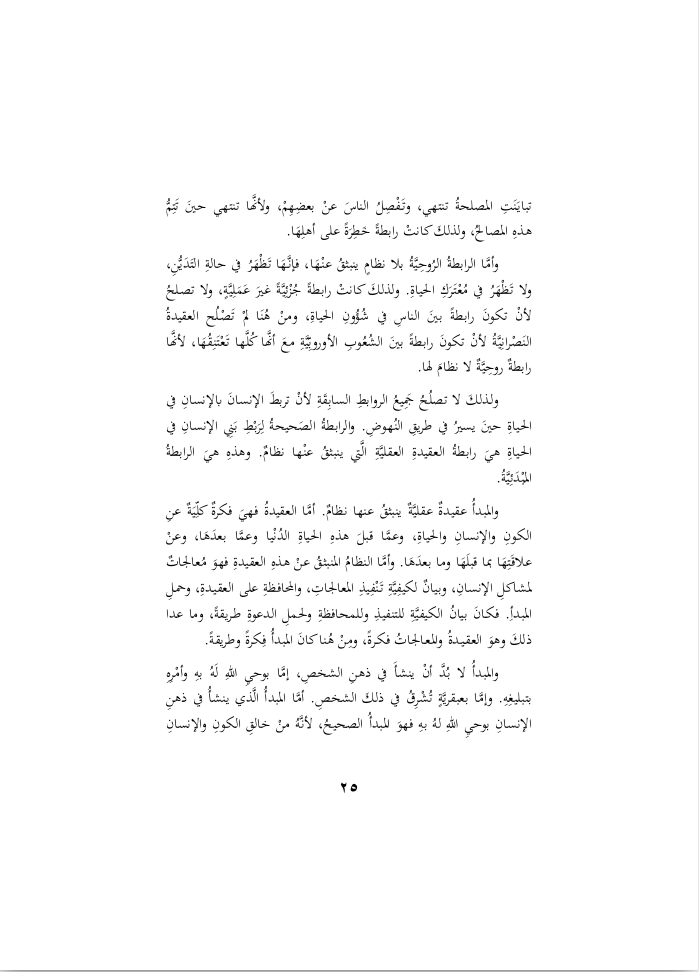 تبايَنَتِ المصلحةُ تنتهي، وتَفْصِلُ الناسَ عنْ بعضِهِمْ، ولأنَّها تنتهي حينَ تَتِمُّ
هذهِ المصالحُ، ولذلكَ كانتْ رابطةً خَطِرَةً على أهلِهَا.
وأمَّا الرابطةُ الرُوحِيَّةُ بلا نظامٍ ينبثقُ عنْهَا، فإنَّهَا تَظْهَرُ في حالةِ التَدَيُّنِ،
ولا تَظْهَرُ في مُعْتَرَكِ الحياةِ. ولذلكَ كانتْ رابطةً جُزْئِيَّةً غيرَ عَمَلِيَّةٍ، ولا تصلحُ
لأنْ تكونَ رابطةً بينَ الناسِ في شُؤُونِ الحياةِ، ومنْ هُنَا لمْ تَصْلُح العقيدةُ
النَصْرانِيَّةُ لأنْ تكونَ رابطةً بينَ الشُعُوبِ الأوروبِيَّةِ معَ أنَّها كُلَّها تَعْتَنِقُهَا، لأنَّها
رابطةٌ روحِيَّةٌ لا نظامَ لها.
ولذلكَ لا تصلُحُ جَمِيعُ الروابطِ السابِقَةِ لأنْ تربطَ الإنسانَ بالإنسانِ في
الحياةِ حينَ يسيرُ في طريقِ النُهوضِ. والرابطةُ الصَحيحةُ لِرَبْطِ بَنِي الإنسانِ في
الحياةِ هيَ رابطةُ العقيدةِ العقليَّةِ الَّتي ينبثقُ عنْها نظامٌ. وهذهِ هيَ الرابطةُ
المَبْدَئِيَّةُ.
والمبدأُ عقيدةٌ عقليَّةٌ ينبثقُ عنها نظامٌ. أمَّا العقيدةُ فهيَ فكرةٌ كلِّيَةٌ عنِ
الكونِ والإنسانِ والحياةِ، وعمَّا قبلَ هذهِ الحياةِ الدُنْيا وعمَّا بعدَهَا، وعنْ
علاقَتِهَا بما قبلَهَا وما بعدَهَا. وأمَّا النظامُ المنبثقُ عنْ هذهِ العقيدةِ فهوَ مُعالجاتٌ
لمشاكلِ الإنسانِ، وبيانٌ لكيفِيَّةِ تَنْفِيذِ المعالجاتِ، والمحافظةِ على العقيدةِ، وحملِ
المبدأِ. فكانَ بيانُ الكيفيَّةِ للتنفيذِ وللمحافظةِ ولحملِ الدعوةِ طريقةً، وما عدا
ذلكَ وهوَ العقيدةُ والمعالجاتُ فكرةً، ومِنْ هُنا كانَ المبدأُ فِكرةً وطريقةً.
والمبدأُ لا بُدَّ أنْ ينشأَ في ذهنِ الشخصِ، إمَّا بوحيِ اللهِ لَهُ بهِ وأمْرِهِ
بتبليغِهِ. وإمَّا بعبقريَّةٍ تُشْرِقُ في ذلكَ الشخصِ. أمَّا المبدأُ الَّذي ينشأُ في ذهنِ
الإنسانِ بوحيِ اللهِ لهُ بهِ فهوَ المبدأُ الصحيحُ، لأنَّهُ منْ خالقِ الكونِ والإنسانِ
٢٥